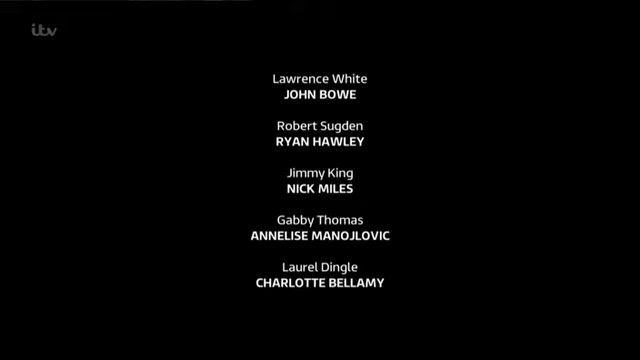 itv
Lawrence White
JOHN BOWE
Robert Sugden
RYAN HAWLEY
Jimmy King
NICK MILES
Gabby Thomas
ANNELISE MANOJLOVIC
Laurel Dingle
CHARLOTTE BELLAMY